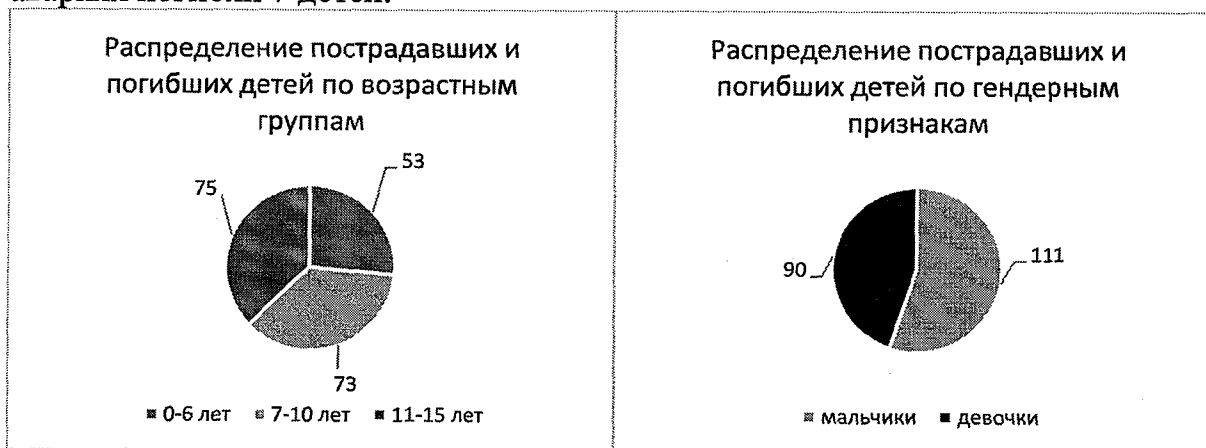 Распределение пострадавших и
погибших детей по возрастным
группам
53
75
73
0-6 лет 7-10 лет 11-15 лет
Распределение пострадавших и
погибших детей по гендерным
признакам
90
111
мальчики девочки